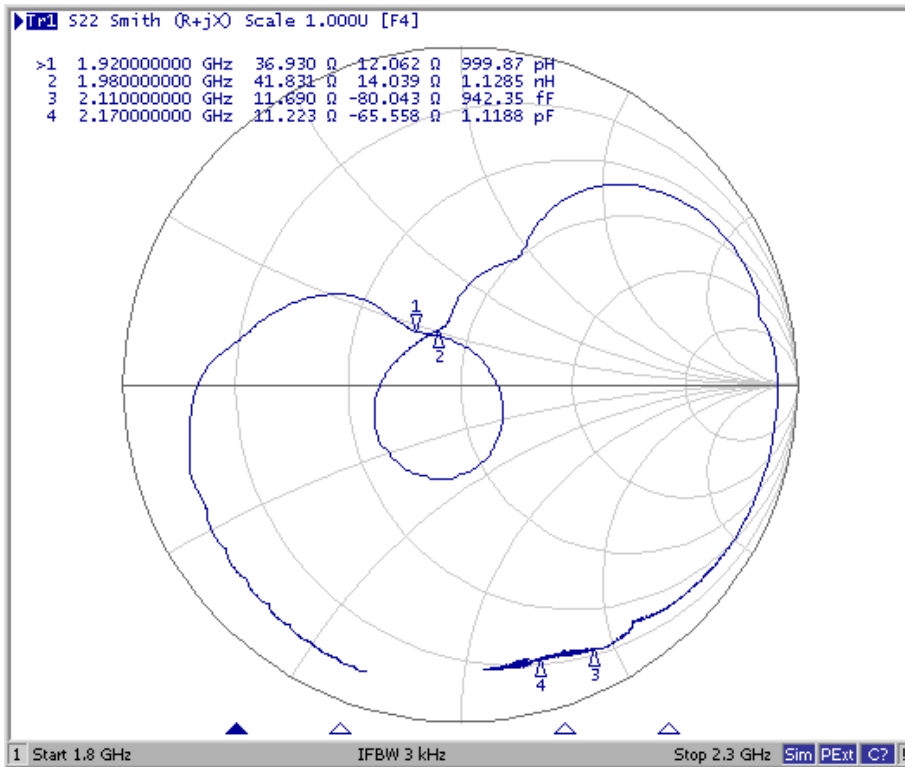 Tr1 S22 Smith (R+jX) Scale 1.000U [F4]
>1 1.920000000 GHz 36.930 Ω 12.062 Ω 999.87 pH
2 1.980000000 GHz 41.831 Ω 14.039 Ω 1.1285 nH
3 2.110000000 GHz 11.690 Ω -80.043 Ω 942.35 fF
4 2.170000000 GHz 11.223 Ω -65.558 Ω 1.1188 pF
1
2
4
3
1 Start 1.8 GHz IFBW 3 kHz Stop 2.3 GHz Sim PExt C? !